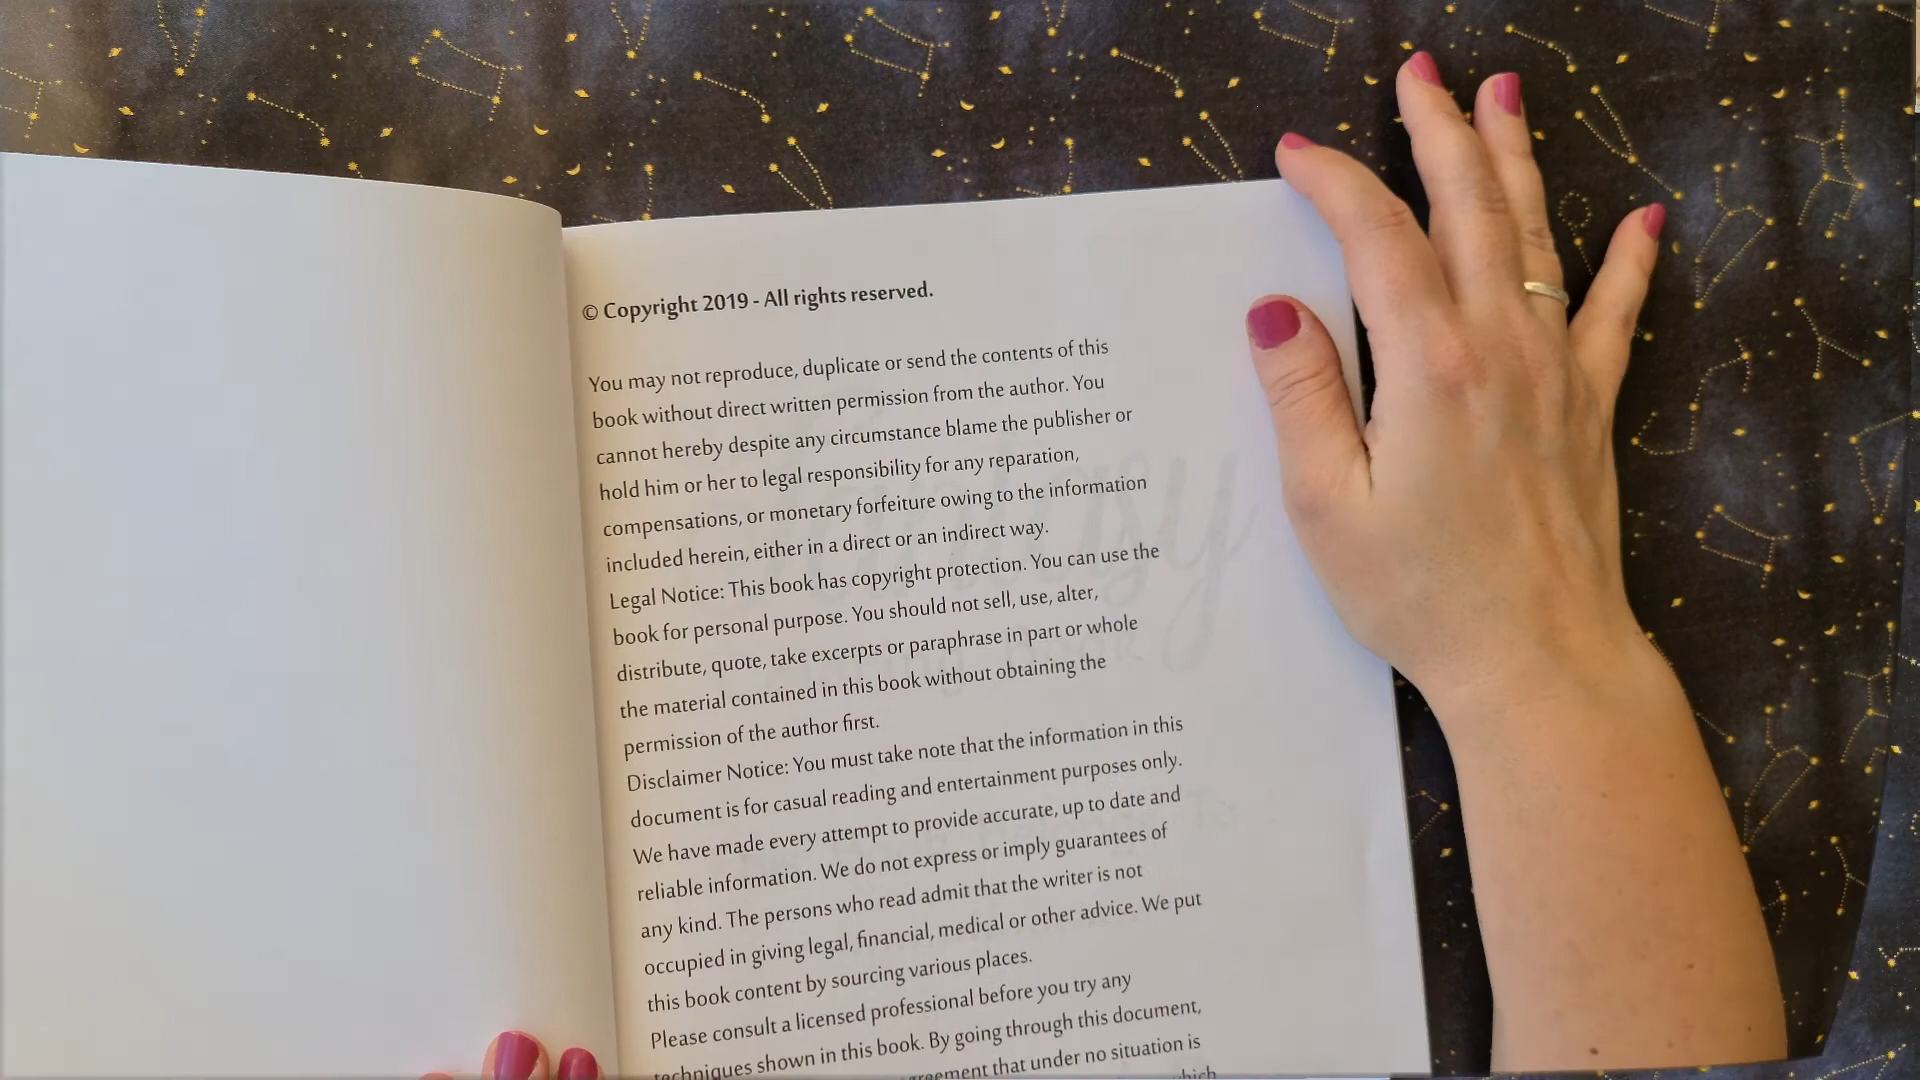 © Copyright 2019 - All rights reserved.
You may not reproduce, duplicate or send the contents of this
book without direct written permission from the author. You
cannot hereby despite any circumstance blame the publisher or
hold him or her to legal responsibility for any reparation,
compensations, or monetary forfeiture owing to the information
included herein, either in a direct or an indirect way.
Legal Notice: This book has copyright protection. You can use the
book for personal purpose. You should not sell, use, alter,
distribute, quote, take excerpts or paraphrase in part or whole
the material contained in this book without obtaining the
permission of the author first.
Disclaimer Notice: You must take note that the information in this
document is for casual reading and entertainment purposes only.
We have made every attempt to provide accurate, up to date and
reliable information. We do not express or imply guarantees of
any kind. The persons who read admit that the writer is not
occupied in giving legal, financial, medical or other advice. We put
this book content by sourcing various places.
Please consult a licensed professional before you try any
techniques shown in this book. By going through this document,
that under no situation is